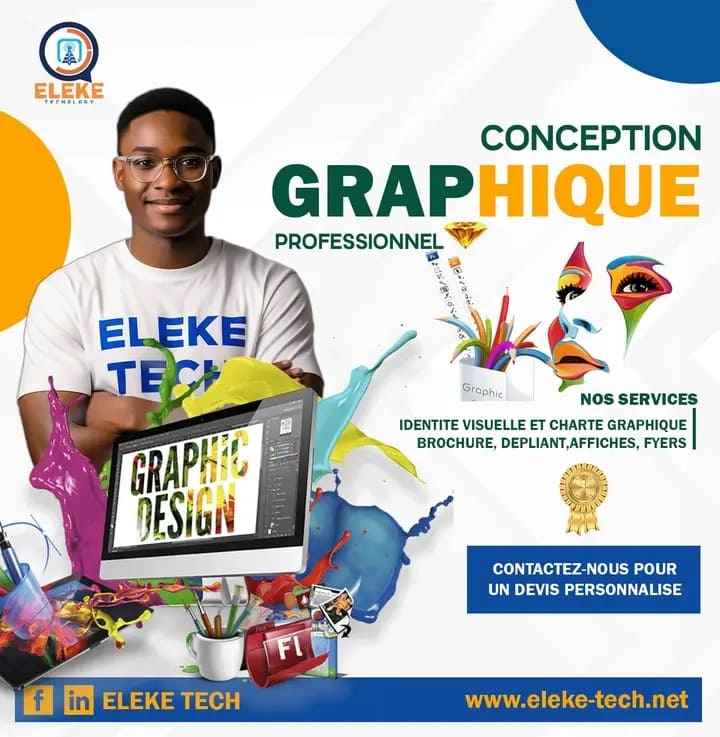 ELEKE
TECNOLOGY
CONCEPTION
GRAPHIQUE
PROFESSIONNEL
ELEKE
TECH
Graphic
NOS SERVICES
IDENTITE VISUELLE ET CHARTE GRAPHIQUE
BROCHURE, DEPLIANT,AFFICHES, FYERS
GRAPHIC
DESIGN
CONTACTEZ-NOUS POUR
UN DEVIS PERSONNALISE
Fl
f in ELEKE TECH
www.eleke-tech.net